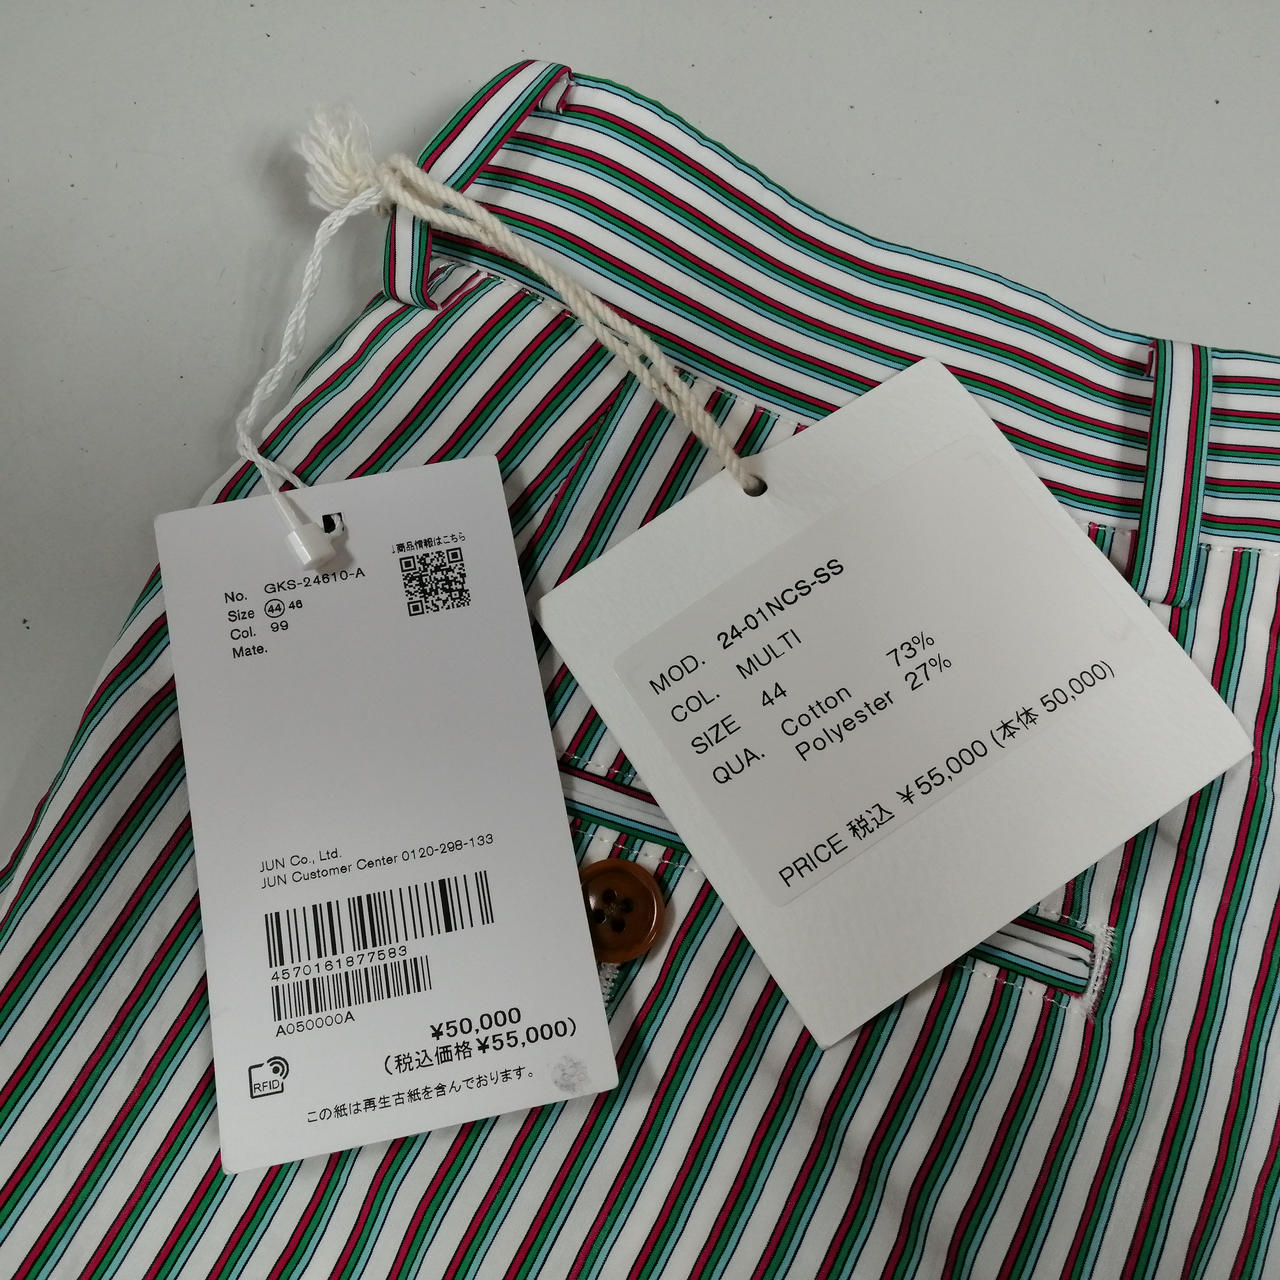 ↓商品情報はこちら
No. GKS-24610-A
Size 44 46
Col. 99
Mate.
JUN Co., Ltd.
JUN Customer Center 0120-298-133
4570161877583
A050000A
¥50,000
(税込価格¥55,000)
RFID
この紙は再生古紙を含んでおります。
MOD. 24-01NCS-SS
COL. MULTI
SIZE 44
QUA. Cotton 73%
Polyester 27%
PRICE 税込 ¥55,000 (本体 50,000)